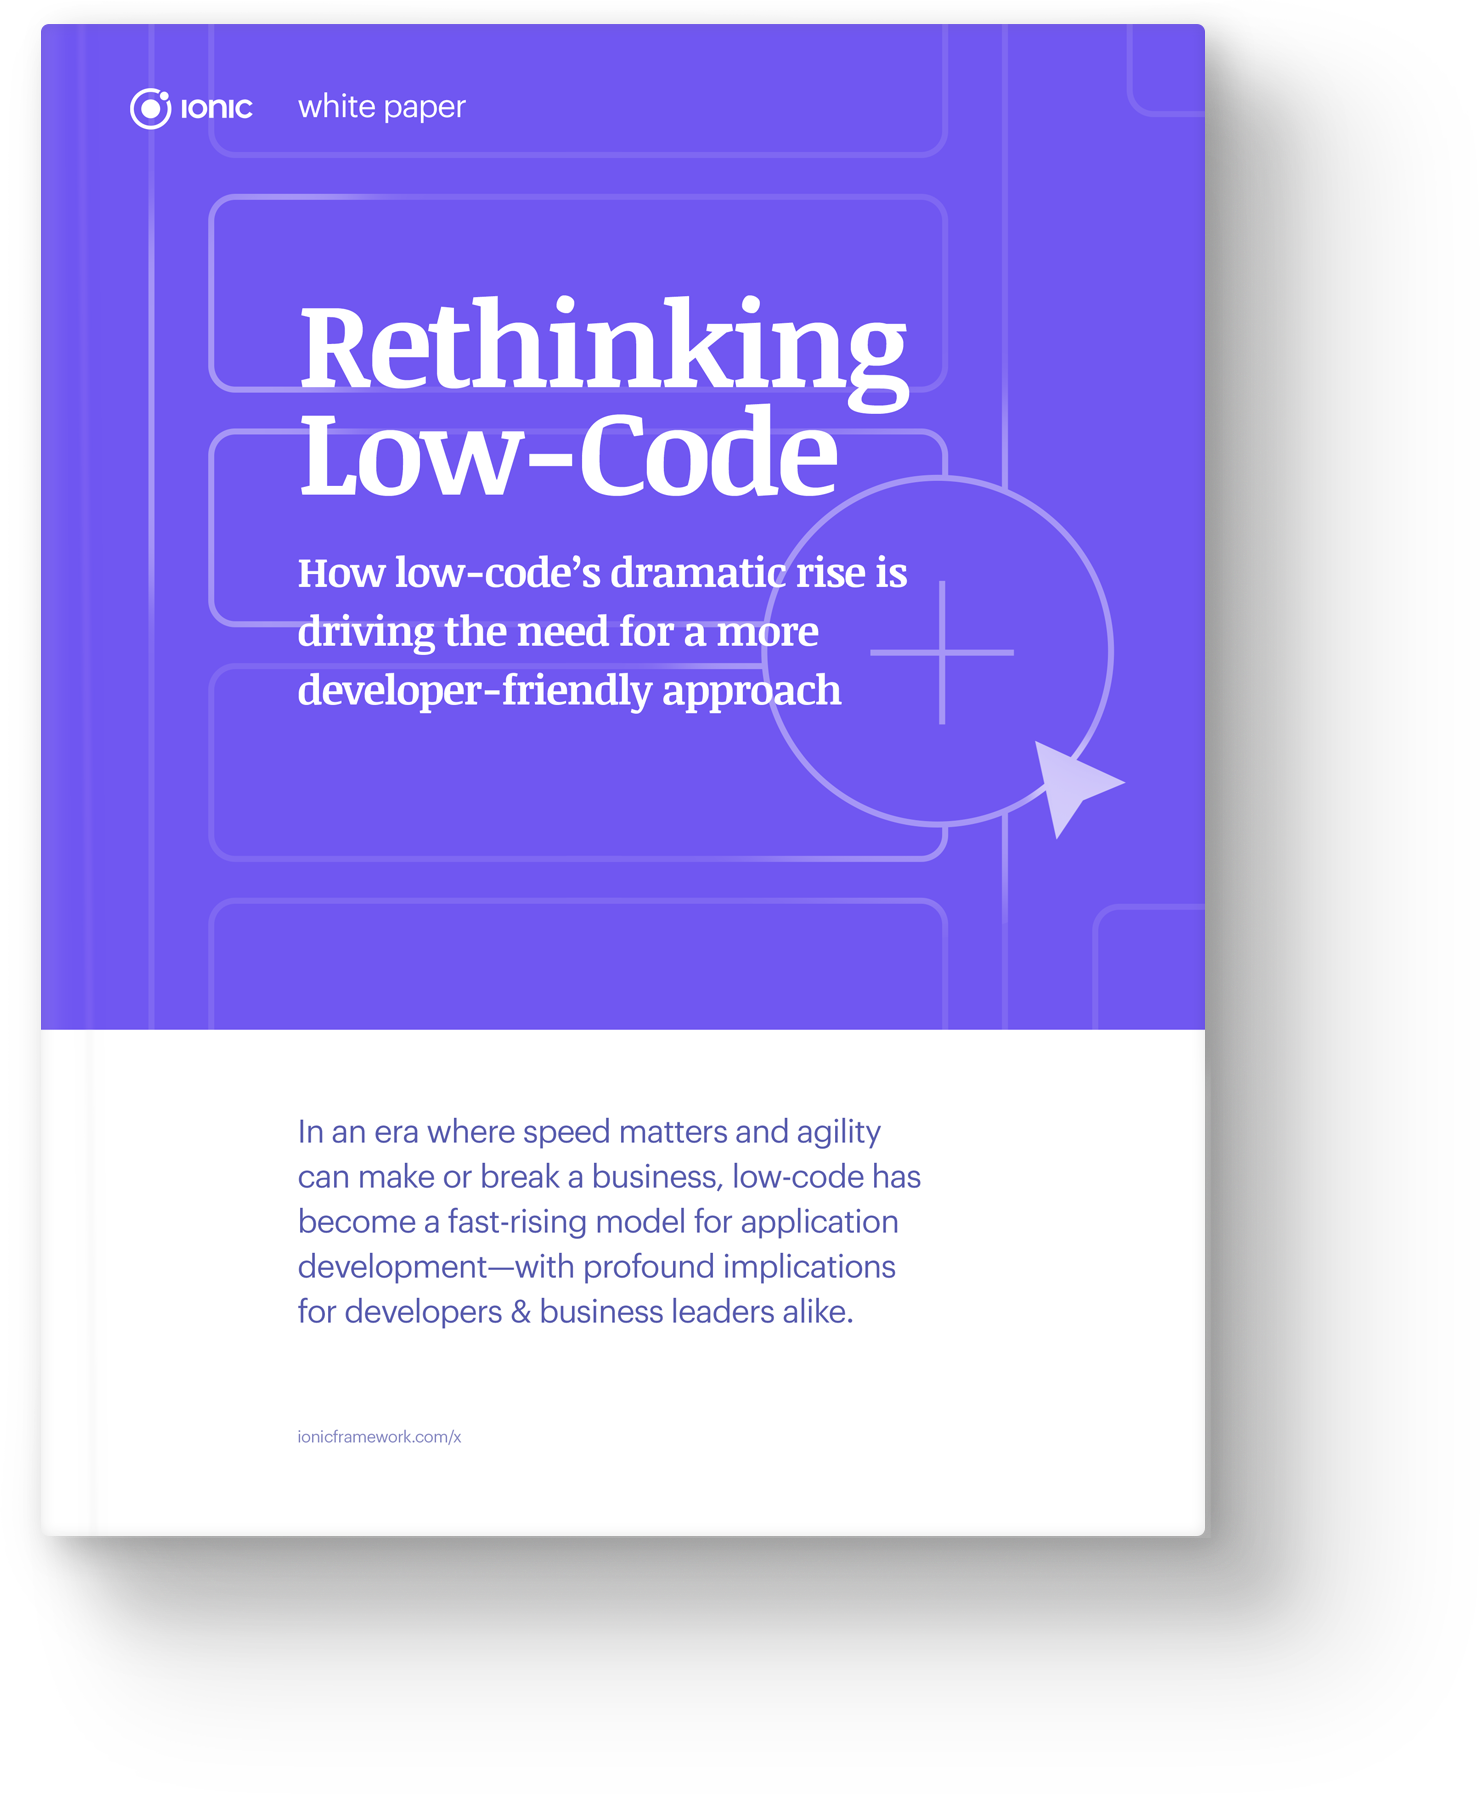 ionic white paper
Rethinking
Low-Code
How low-code’s dramatic rise is
driving the need for a more
developer-friendly approach
In an era where speed matters and agility
can make or break a business, low-code has
become a fast-rising model for application
development—with profound implications
for developers & business leaders alike.
ionicframework.com/x